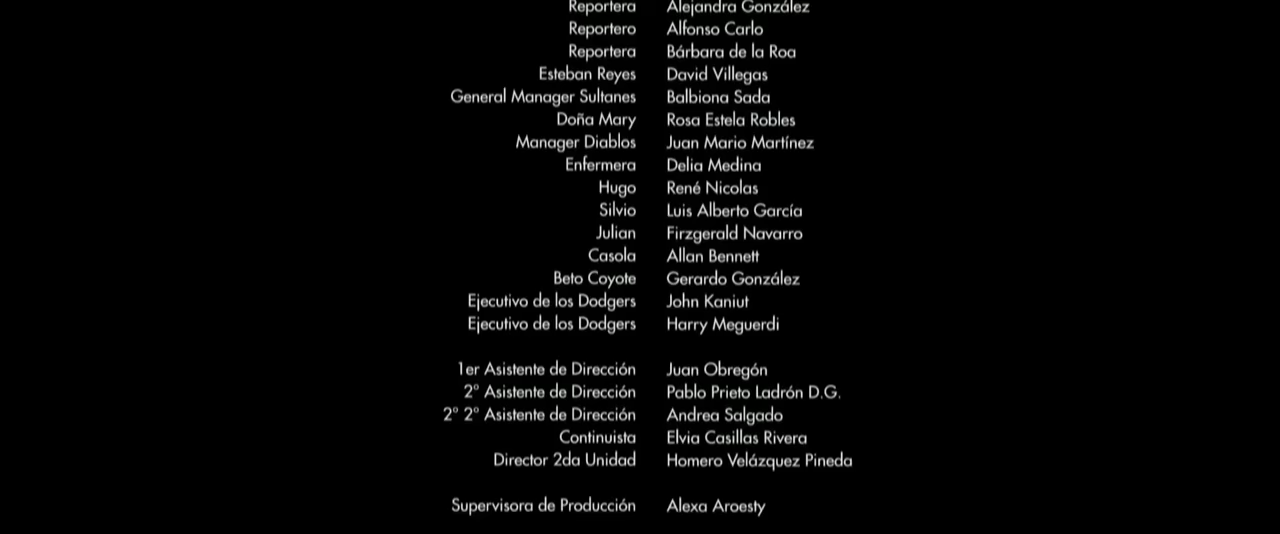 Reportera Alejandra González
Reportero Alfonso Carlo
Reportera Bárbara de la Roa
Esteban Reyes David Villegas
General Manager Sultanes Balbiona Sada
Doña Mary Rosa Estela Robles
Manager Diablos Juan Mario Martínez
Enfermera Delia Medina
Hugo René Nicolas
Silvio Luis Alberto García
Julian Firzgerald Navarro
Casola Allan Bennett
Beto Coyote Gerardo González
Ejecutivo de los Dodgers John Kaniut
Ejecutivo de los Dodgers Harry Meguerdi
1er Asistente de Dirección Juan Obregón
2º Asistente de Dirección Pablo Prieto Ladrón D.G.
2º 2º Asistente de Dirección Andrea Salgado
Continuista Elvia Casillas Rivera
Director 2da Unidad Homero Velázquez Pineda
Supervisora de Producción Alexa Aroesty